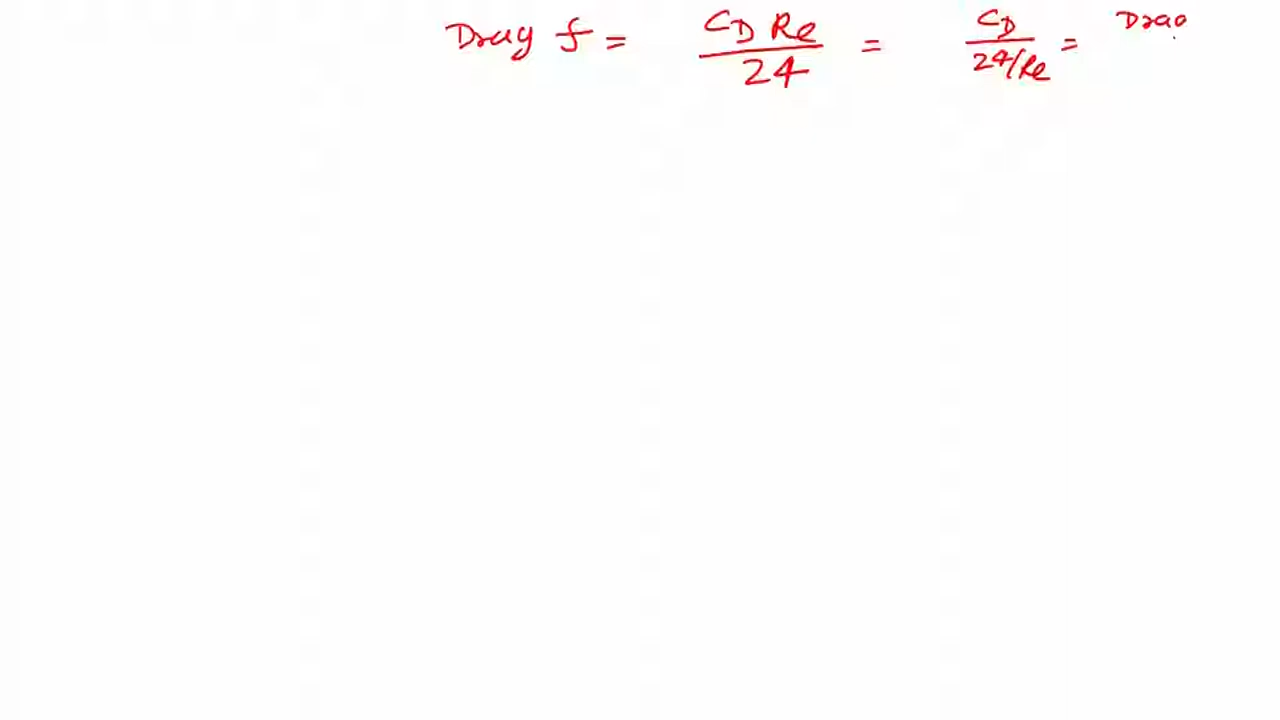 Drag f = C_D Re / 24 = C_D / 24/Re = Drag